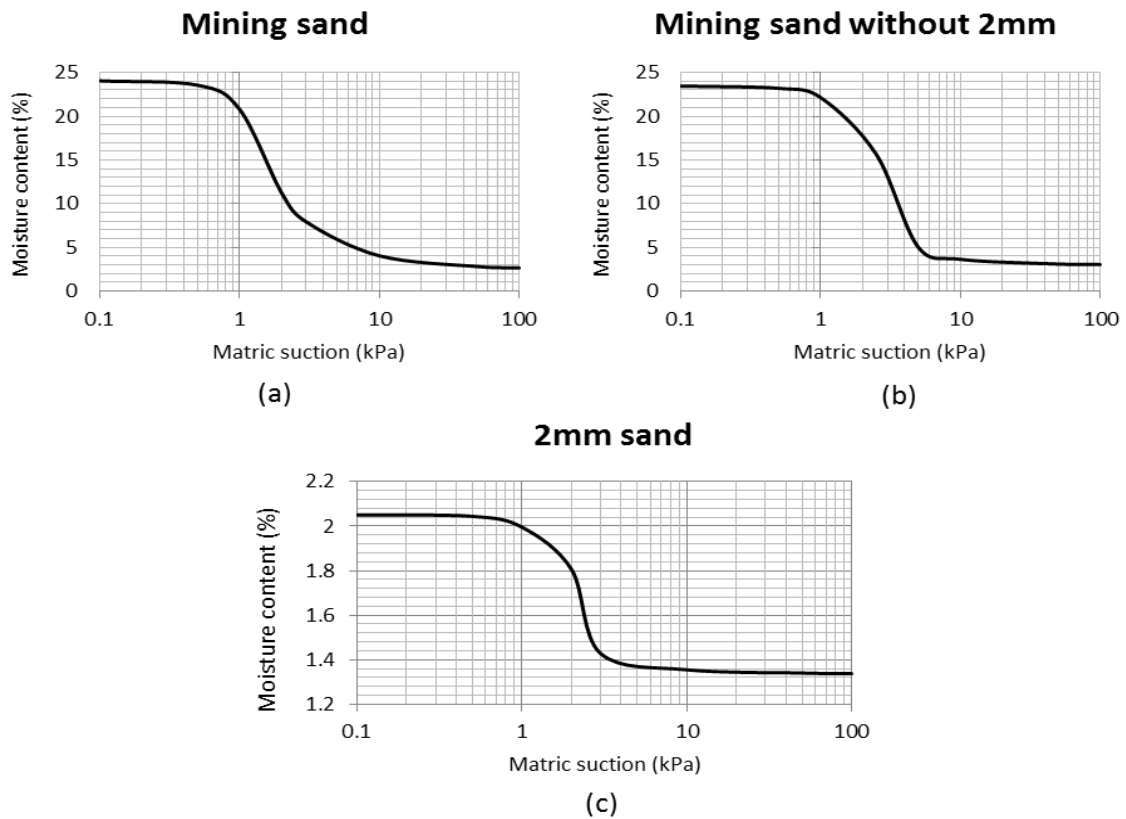 Mining sand
Moisture content (%)
25
20
15
10
5
0
0.1 1 10 100
Matric suction (kPa)
(a)
Mining sand without 2mm
Moisture content (%)
25
20
15
10
5
0
0.1 1 10 100
Matric suction (kPa)
(b)
2mm sand
Moisture content (%)
2.2
2
1.8
1.6
1.4
1.2
0.1 1 10 100
Matric suction (kPa)
(c)